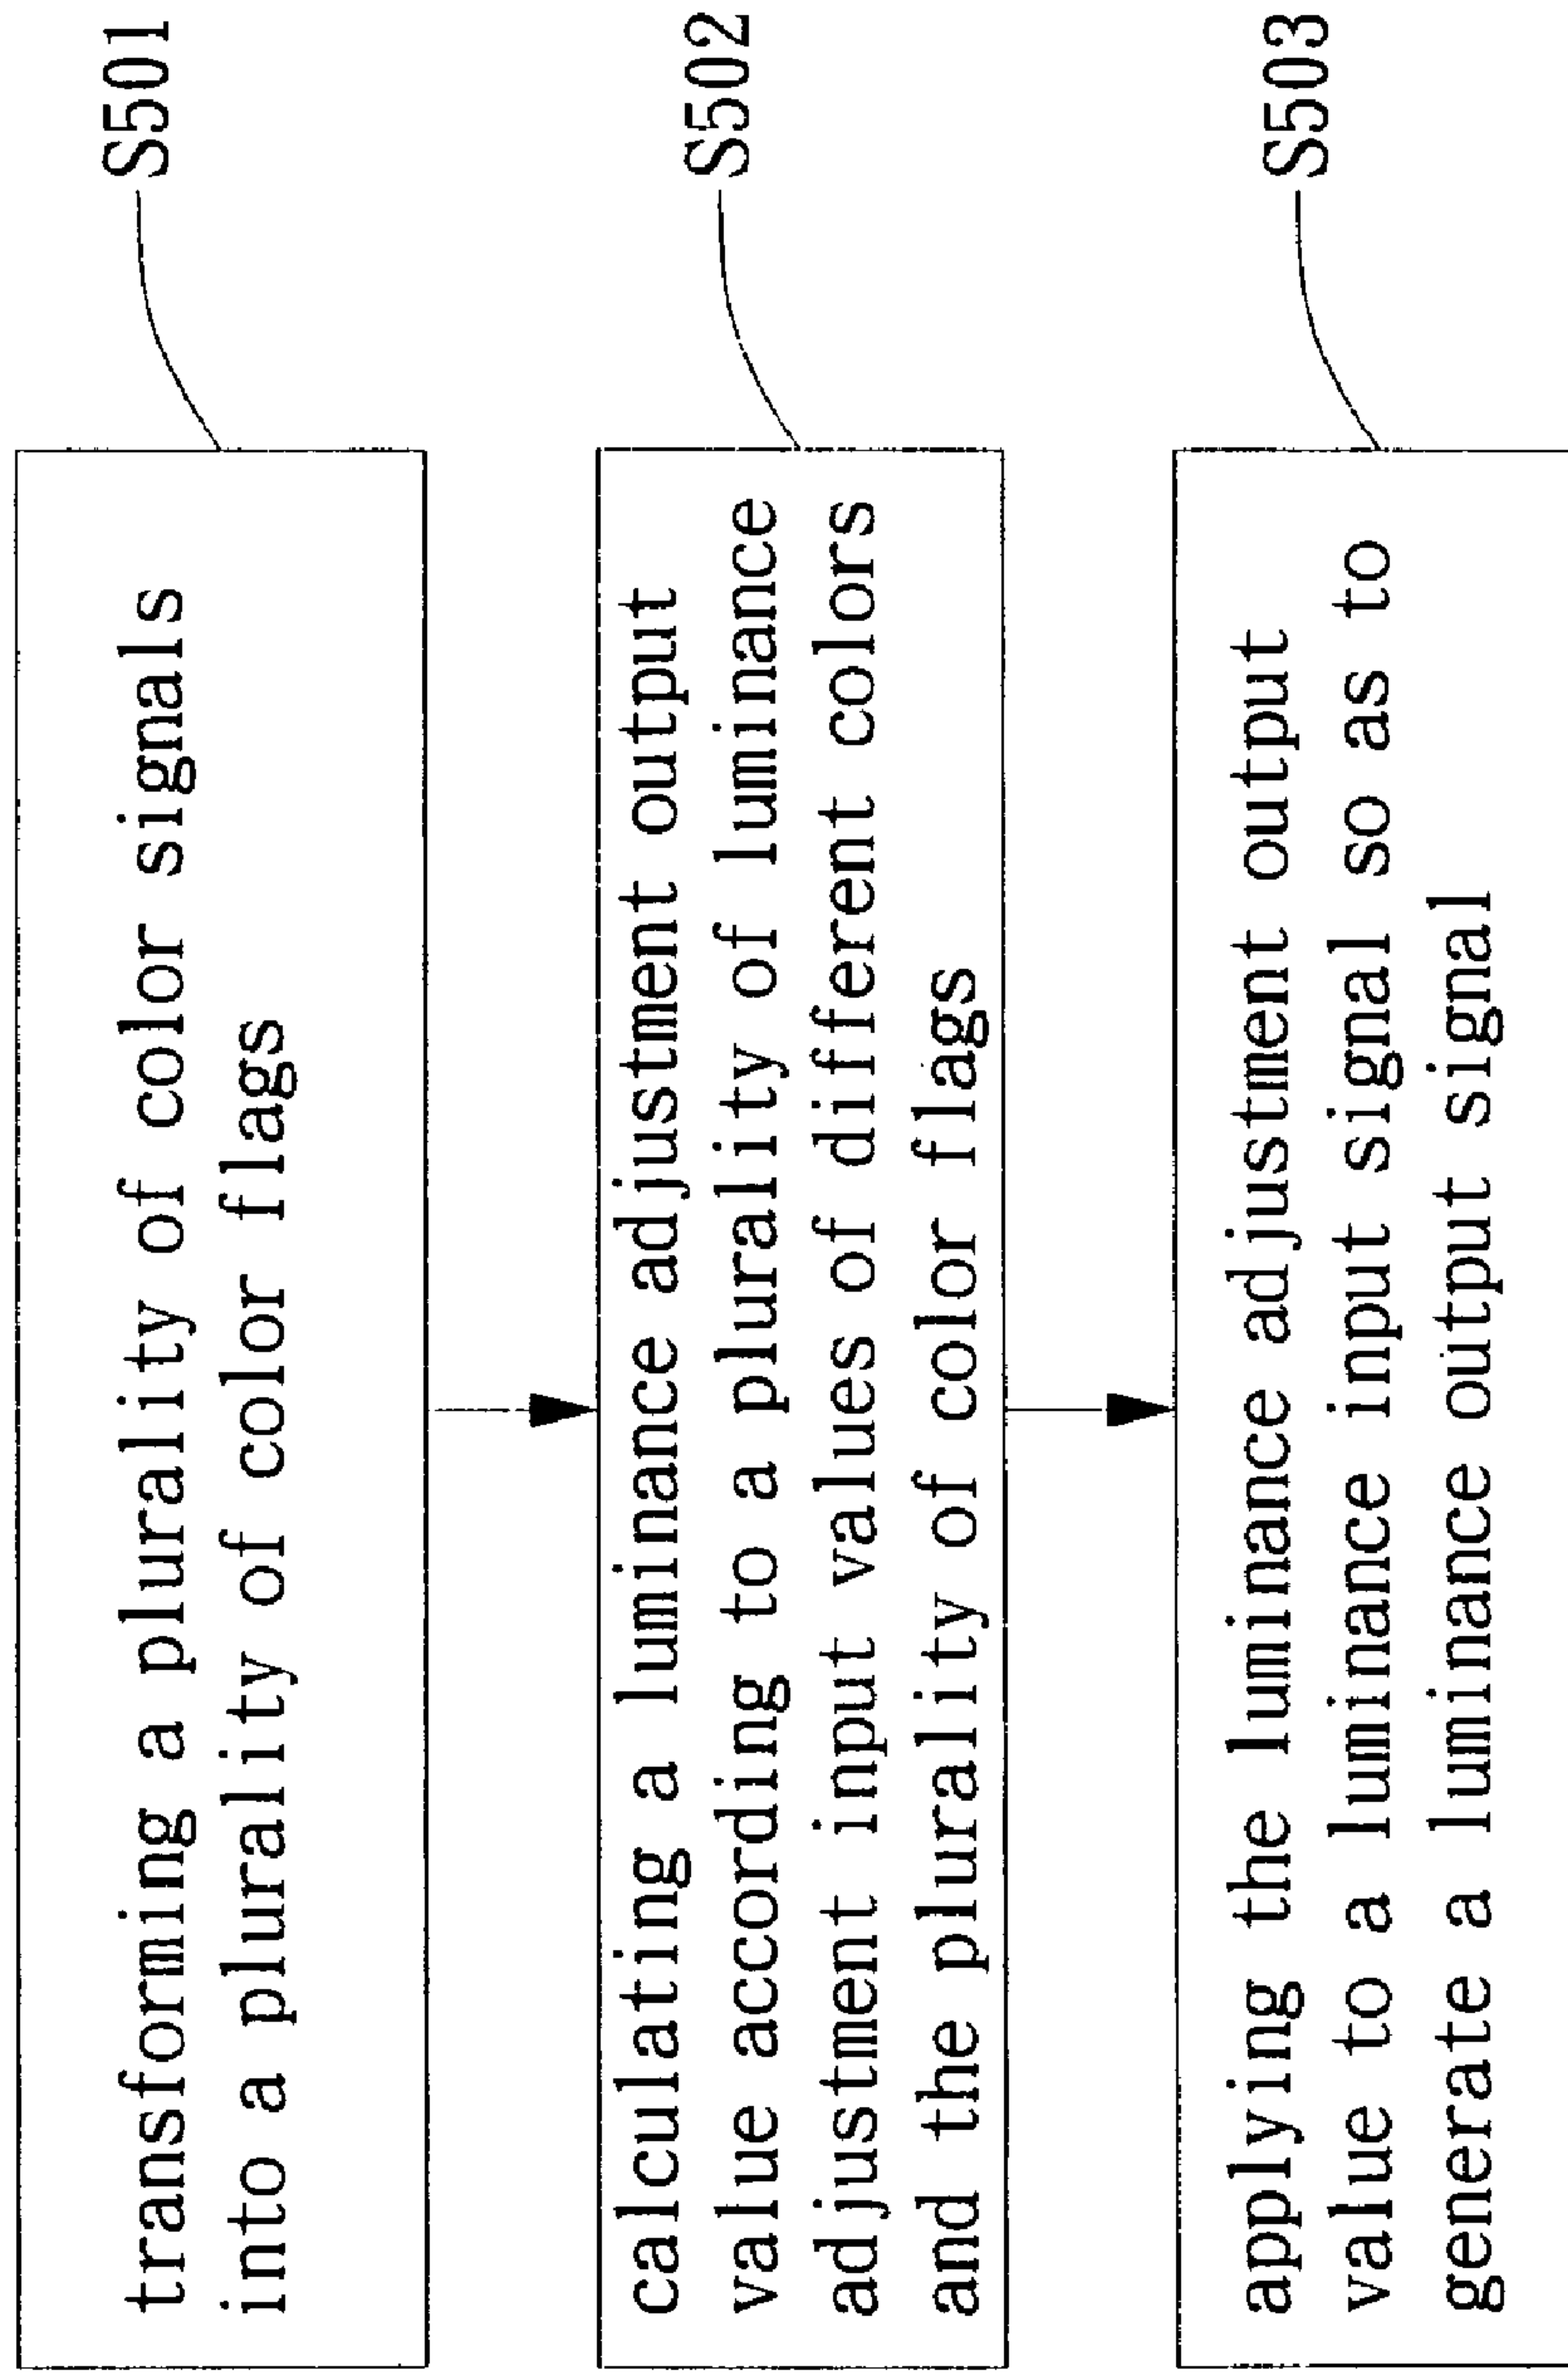 transforming a plurality of color signals
into a plurality of color flags
S501
calculating a luminance adjustment output
value according to a plurality of luminance
adjustment input values of different colors
and the plurality of color flags
S502
applying the luminance adjustment output
value to a luminance input signal so as to
generate a luminance output signal
S503